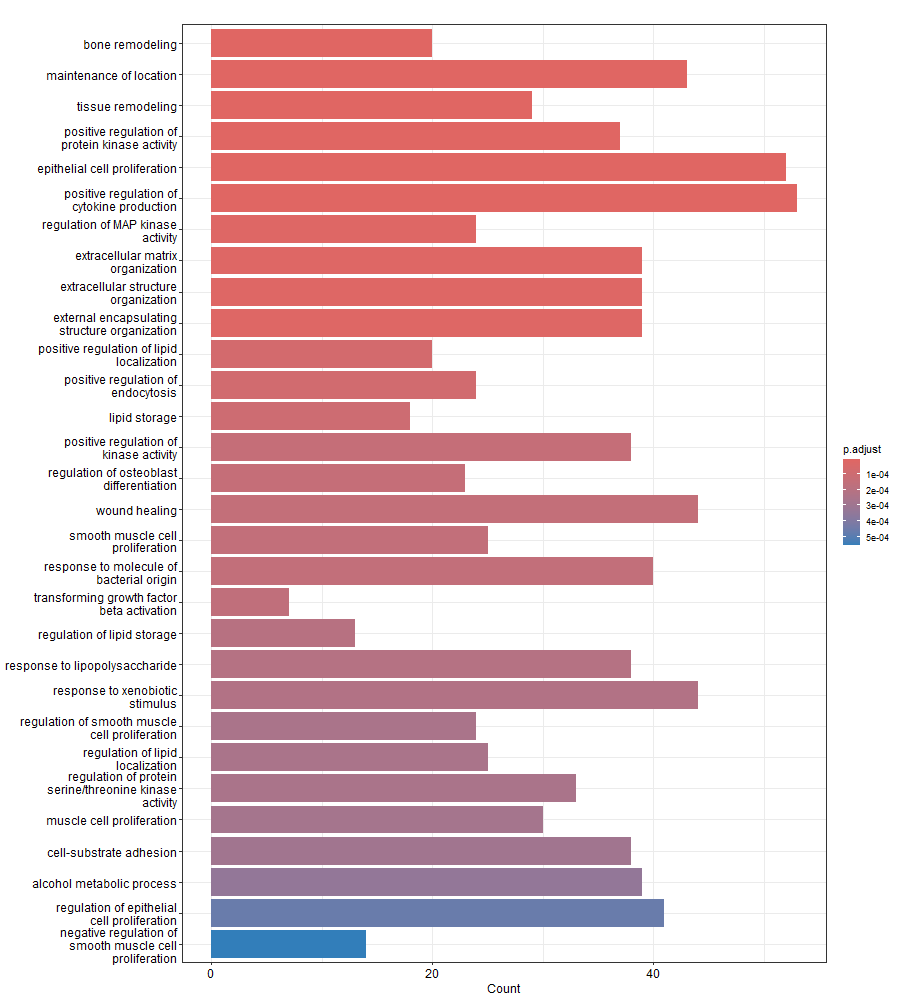 bone remodeling
maintenance of location
tissue remodeling
positive regulation of
protein kinase activity
epithelial cell proliferation
positive regulation of
cytokine production
regulation of MAP kinase
activity
extracellular matrix
organization
extracellular structure
organization
external encapsulating
structure organization
positive regulation of lipid
localization
positive regulation of
endocytosis
lipid storage
positive regulation of
kinase activity
regulation of osteoblast
differentiation
wound healing
smooth muscle cell
proliferation
response to molecule of
bacterial origin
transforming growth factor
beta activation
regulation of lipid storage
response to lipopolysaccharide
response to xenobiotic
stimulus
regulation of smooth muscle
cell proliferation
regulation of lipid
localization
regulation of protein
serine/threonine kinase
activity
muscle cell proliferation
cell-substrate adhesion
alcohol metabolic process
regulation of epithelial
cell proliferation
negative regulation of
smooth muscle cell
proliferation
0 20 40
Count
p.adjust
1e-04
2e-04
3e-04
4e-04
5e-04